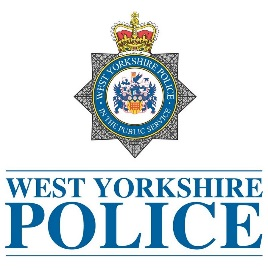 WEST YORKSHIRE POLICE
IN THE PUBLIC SERVICE
WEST YORKSHIRE
POLICE